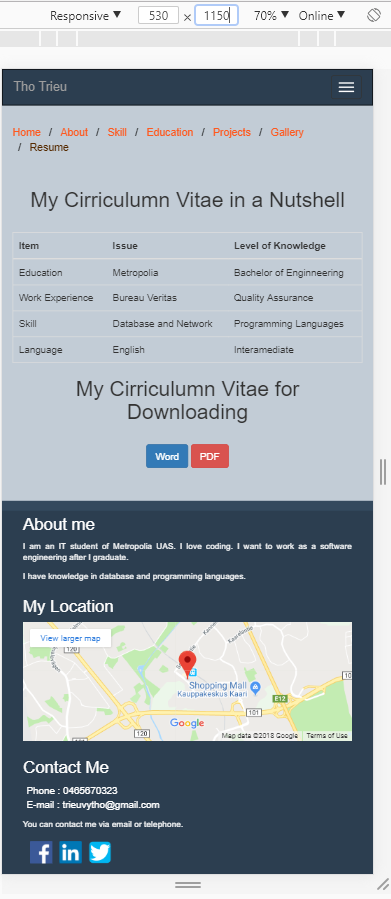 Responsive ▼ 530 × 1150 70% ▼ Online ▼
Tho Trieu
Home / About / Skill / Education / Projects / Gallery
/ Resume
My Cirriculumn Vitae in a Nutshell
Item Issue Level of Knowledge
Education Metropolia Bachelor of Enginneering
Work Experience Bureau Veritas Quality Assurance
Skill Database and Network Programming Languages
Language English Interamediate
My Cirriculumn Vitae for
Downloading
Word PDF
About me
I am an IT student of Metropolia UAS. I love coding. I want to work as a software
engineering after I graduate.
I have knowledge in database and programming languages.
My Location
View larger map
120
Shopping Mall
Kauppakeskus Kaari
E12
101
120
Google
Map data ©2018 Google Terms of Use
Contact Me
Phone : 0465670323
E-mail : trieuvytho@gmail.com
You can contact me via email or telephone.